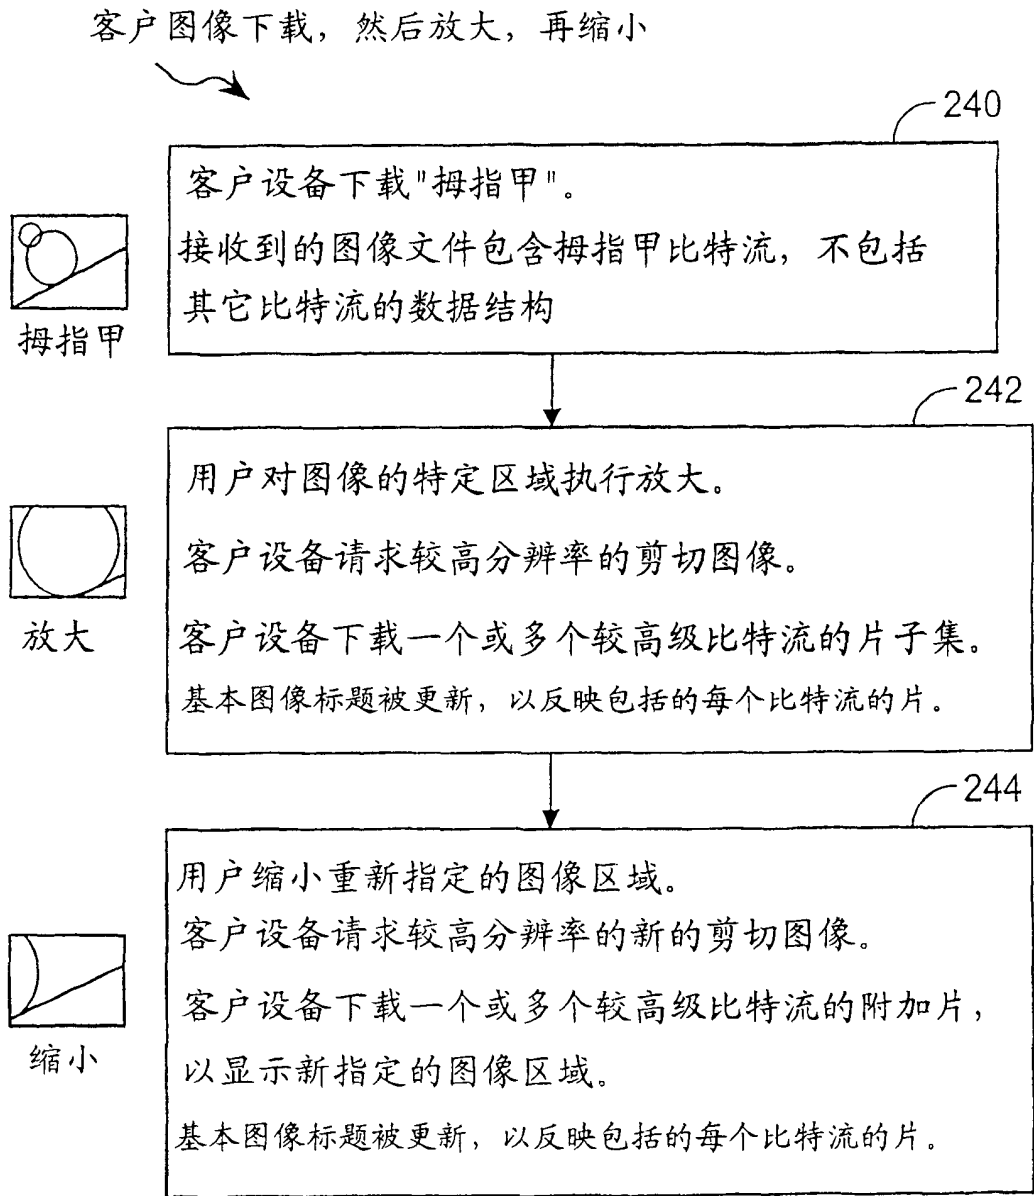 客户图像下载，然后放大，再缩小
240
客户设备下载"拇指甲"。
接收到的图像文件包含拇指甲比特流，不包括
其它比特流的数据结构
拇指甲
242
用户对图像的特定区域执行放大。
客户设备请求较高分辨率的剪切图像。
客户设备下载一个或多个较高级比特流的片子集。
基本图像标题被更新，以反映包括的每个比特流的片。
放大
244
用户缩小重新指定的图像区域。
客户设备请求较高分辨率的新的剪切图像。
客户设备下载一个或多个较高级比特流的附加片，
以显示新指定的图像区域。
基本图像标题被更新，以反映包括的每个比特流的片。
缩小